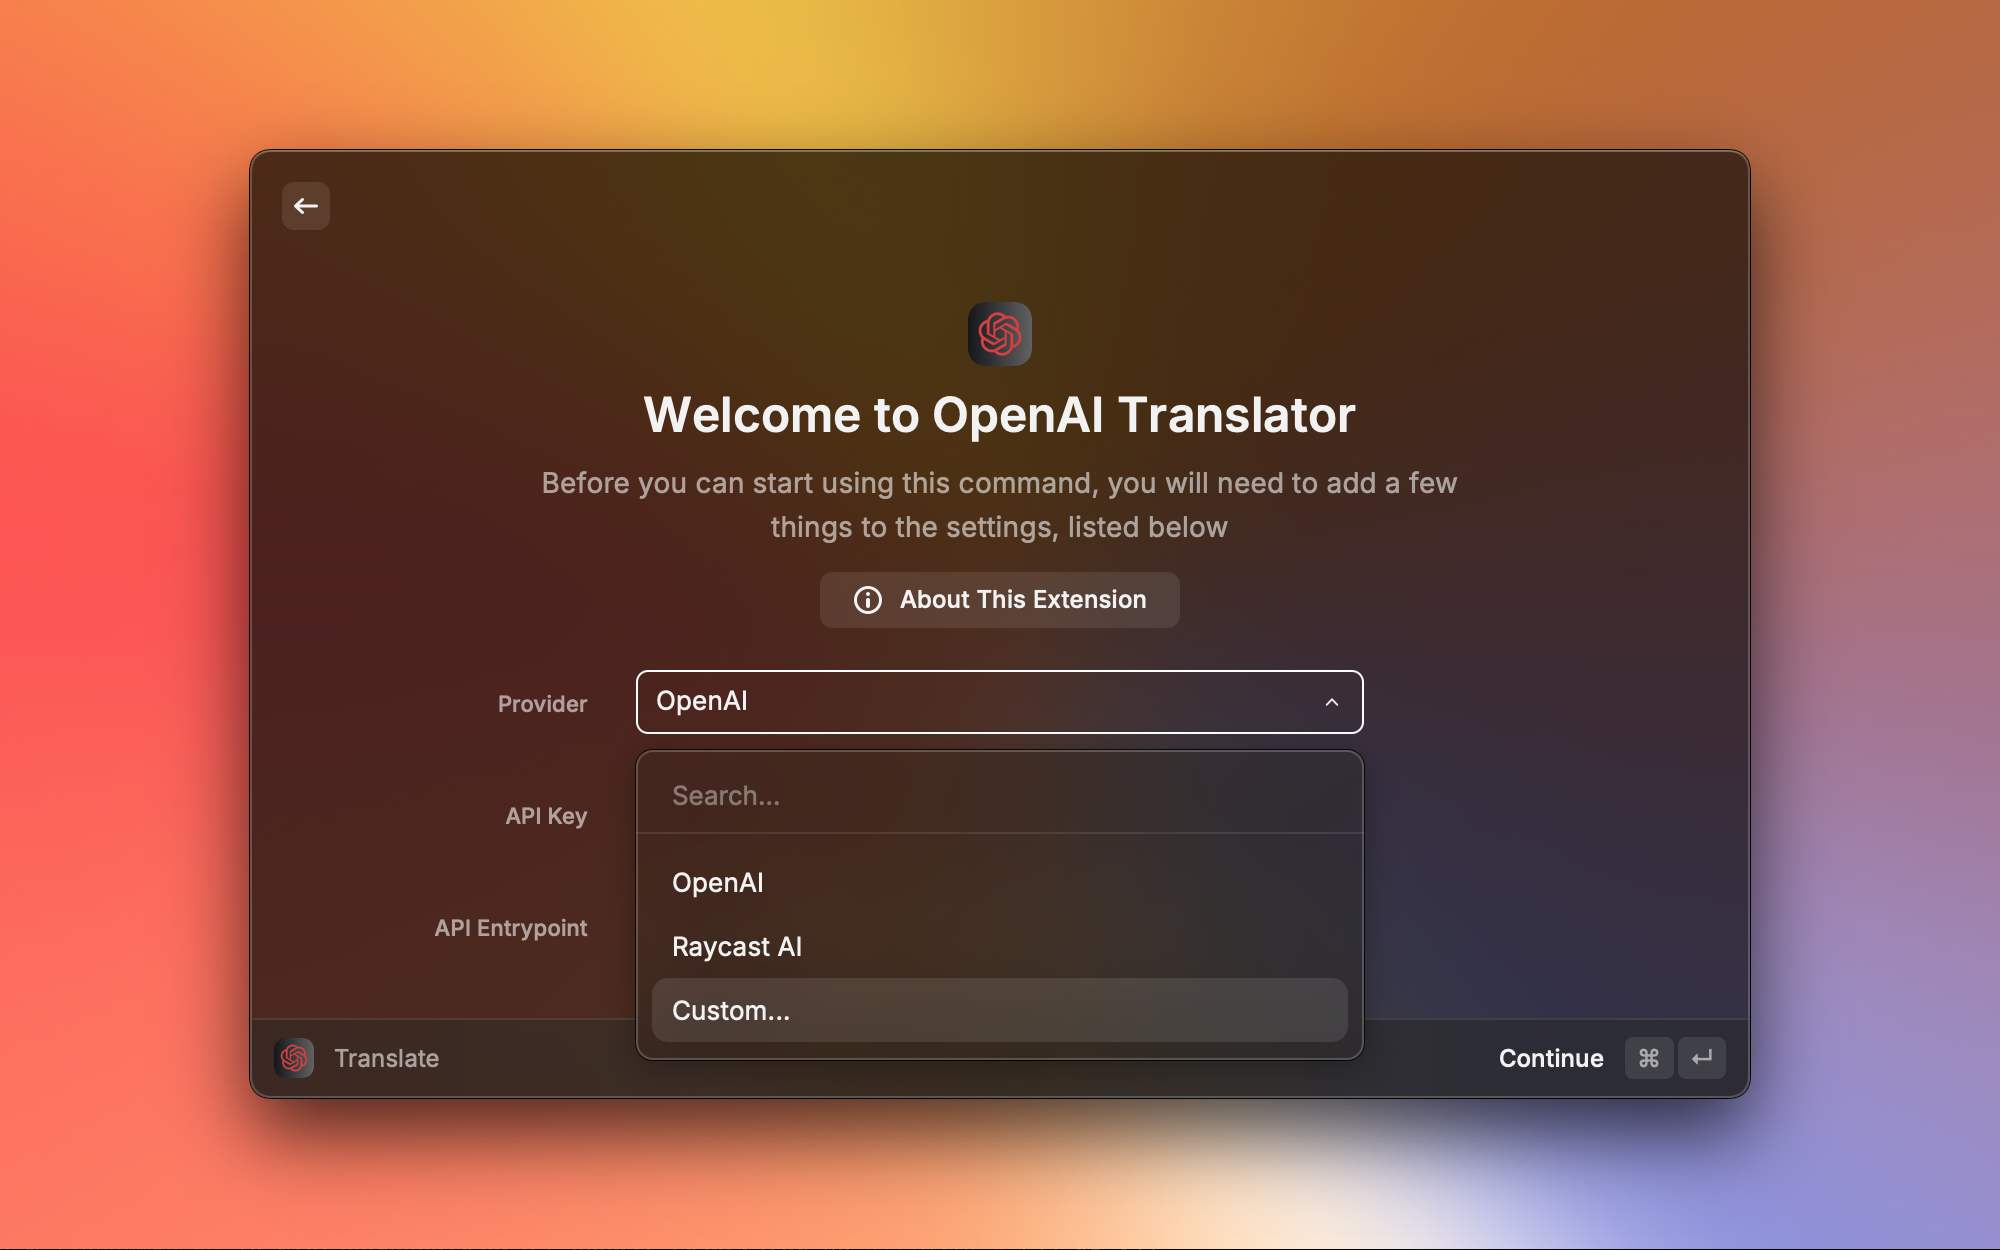 Welcome to OpenAI Translator
Before you can start using this command, you will need to add a few
things to the settings, listed below
About This Extension
Provider
OpenAI
Search...
API Key
OpenAI
API Entrypoint
Raycast AI
Custom...
Translate
Continue ⌘ ↵